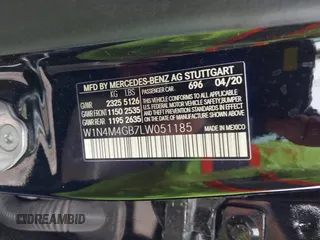 MFD. BY MERCEDES-BENZ AG STUTTGART
KG LBS PASSENGER CAR 696 04/20
GVWR 2325 5126
GAWR FRONT 1150 2535
GAWR REAR 1195 2635
THIS VEHICLE CONFORMS TO ALL APPLICABLE
U.S. FEDERAL MOTOR VEHICLE SAFETY,
BUMPER, AND THEFT PREVENTION
STANDARDS IN EFFECT ON THE DATE OF
MANUFACTURE SHOWN ABOVE.
W1N4M4GB7LW051185
MADE IN MEXICO
DREAMBID